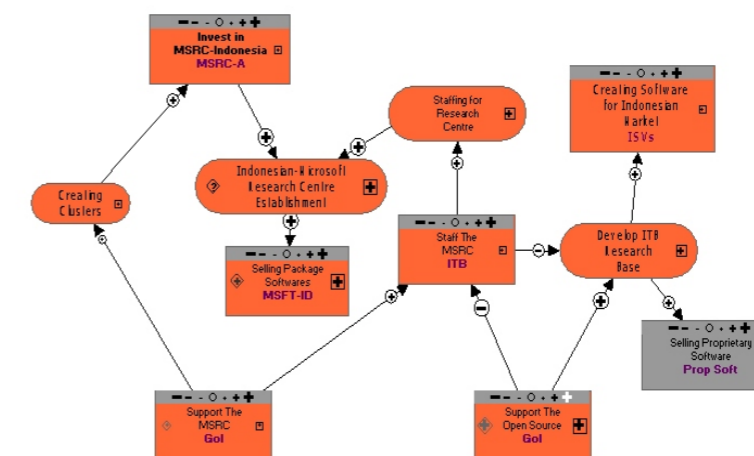 Invest in
MSRC-Indonesia
MSRC-A
Staffing for
Research
Centre
Creating Software
for Indonesian
Market
ISVs
Indonesian-Microsoft
Research Centre
Establishment
Creating
Clusters
Staff The
MSRC
ITB
Develop ITB
Research
Base
Selling Package
Softwares
MSFT-ID
Selling Proprietary
Software
Prop Soft
Support The
MSRC
GoI
Support The
Open Source
GoI